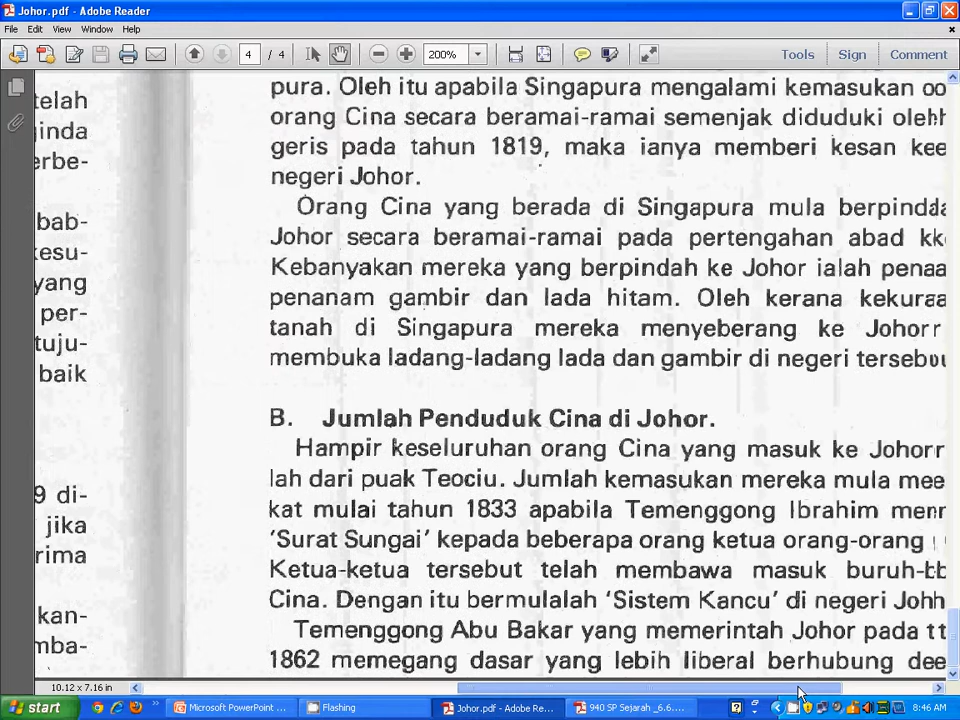 Johor.pdf - Adobe Reader
File Edit View Window Help
4 / 4 200% Tools Sign Comment
telah
ginda
erbe-
bab-
kesu-
yang
per-
tuju-
baik
9 di-
jika
rima
kan-
mba-
pura. Oleh itu apabila Singapura mengalami kemasukan
orang Cina secara beramai-ramai semenjak diduduki oleh
geris pada tahun 1819, maka ianya memberi kesan
negeri Johor.
Orang Cina yang berada di Singapura mula
Johor secara beramai-ramai pada pertengahan abad
Kebanyakan mereka yang berpindah ke Johor ialah
penanam gambir dan lada hitam. Oleh kerana
tanah di Singapura mereka menyeberang ke Johor
membuka ladang-ladang lada dan gambir di negeri
B. Jumlah Penduduk Cina di Johor.
Hampir keseluruhan orang Cina yang masuk ke Johor
lah dari puak Teociu. Jumlah kemasukan mereka mula
kat mulai tahun 1833 apabila Temenggong Ibrahim
'Surat Sungai' kepada beberapa orang ketua orang-orang
Ketua-ketua tersebut telah membawa masuk
Cina. Dengan itu bermulalah 'Sistem Kancu' di negeri
Temenggong Abu Bakar yang memerintah Johor pada
1862 memegang dasar yang lebih liberal berhubung
10.12 x 7.16 in
start Microsoft PowerPoint ... Flashing Johor.pdf - Adobe Re... 940 SP Sejarah _6.6.... 8:46 AM